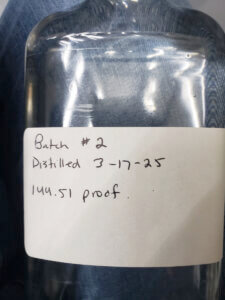 Batch #2
Distilled 3-17-25
144.51 proof.